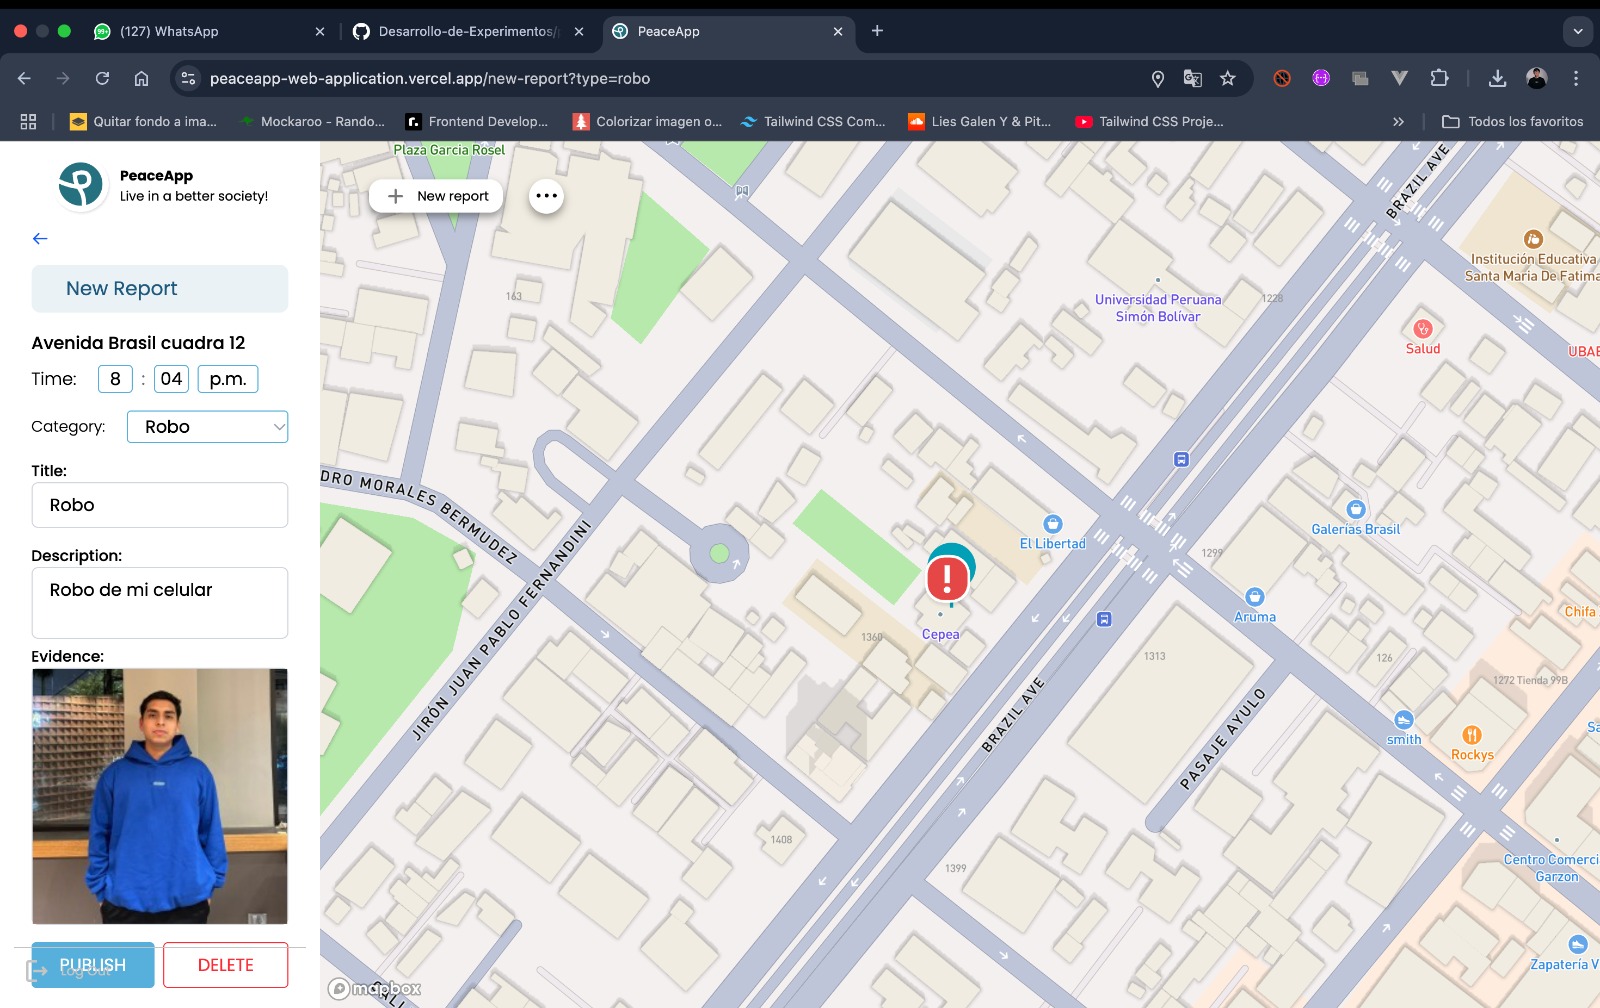 (127) WhatsApp
Desarrollo-de-Experimentos/
PeaceApp
peaceapp-web-application.vercel.app/new-report?type=robo
Quitar fondo a ima...
Mockaroo - Rando...
Frontend Develop...
Colorizar imagen o...
Tailwind CSS Com...
Lies Galen Y & Pit...
Tailwind CSS Proje...
Todos los favoritos
PeaceApp
Live in a better society!
New Report
Avenida Brasil cuadra 12
Time: 8 : 04 p.m.
Category: Robo
Title:
Robo
Description:
Robo de mi celular
Evidence:
PUBLISH
Log Out
DELETE
New report
Plaza Garcia Rosel
163
BRAZIL AVE
Institución Educativa
Santa Maria De Fatima
Universidad Peruana
Simón Bolívar
1228
Salud
UBAE
DRO MORALES BERMUDEZ
JIRÓN JUAN PABLO FERNANDINI
El Libertad
Galerías Brasil
1299
Aruma
Chifa
Cepea
1360
1313
126
1272 Tienda 99B
BRAZIL AVE
PASAJE AYULO
smith
Rockys
Sa
1408
1399
Centro Comerci
Garzon
Zapatería V
CALL
mapbox